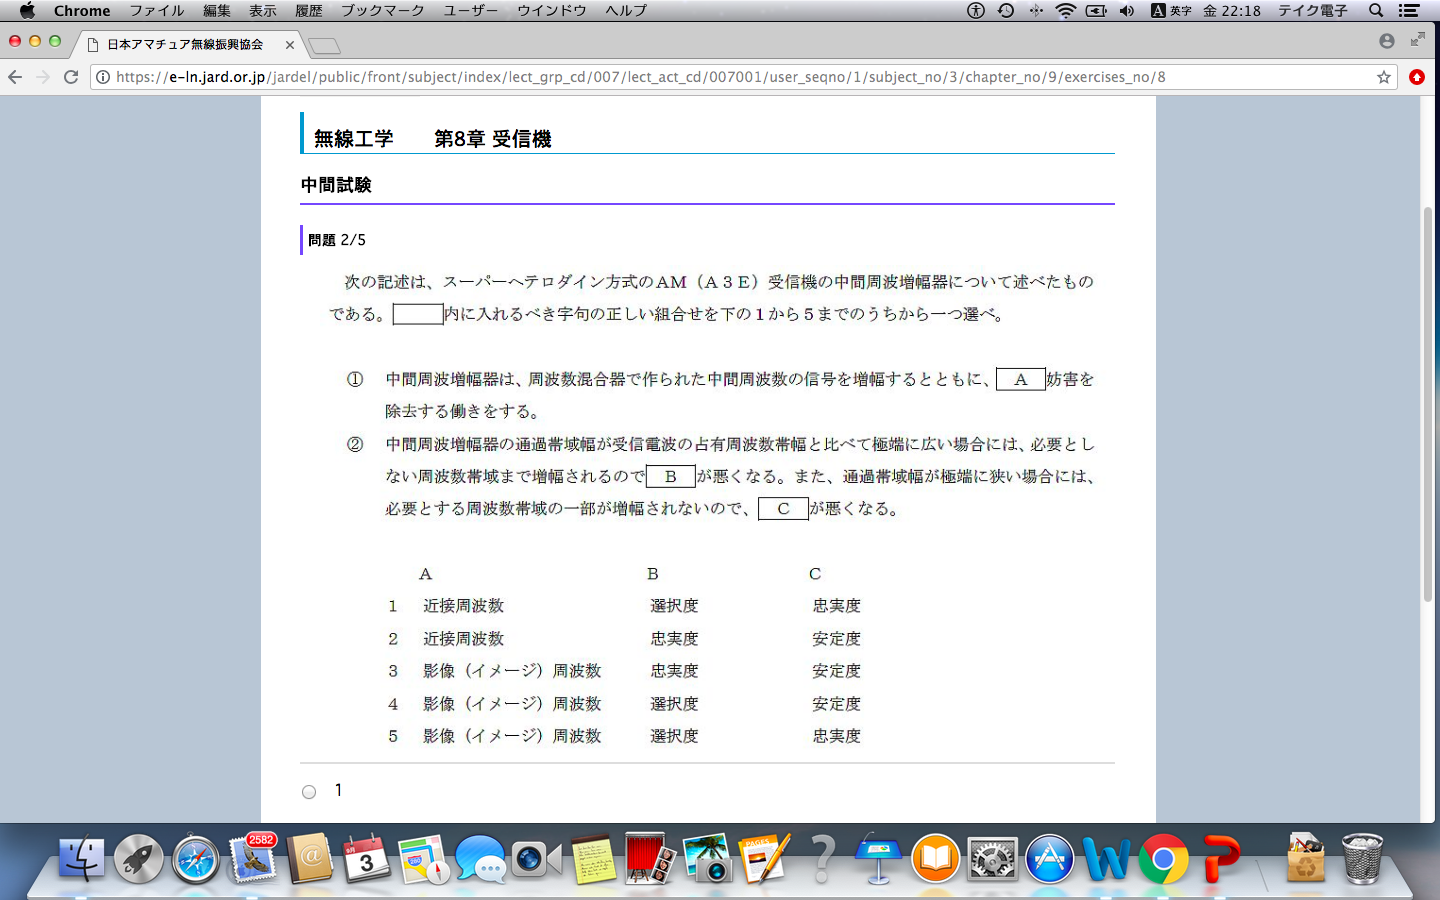 Chrome ファイル 編集 表示 履歴 ブックマーク ユーザー ウインドウ ヘルプ 英字 金 22:18 テイク電子
日本アマチュア無線振興協会
https://e-ln.jard.or.jp/jardel/public/front/subject/index/lect_grp_cd/007/lect_act_cd/007001/user_seqno/1/subject_no/3/chapter_no/9/exercises_no/8
無線工学 第8章 受信機
中間試験
問題 2/5
次の記述は、スーパーヘテロダイン方式のAM（A3E）受信機の中間周波増幅器について述べたもの
である。 内に入れるべき字句の正しい組合せを下の1から5までのうちから一つ選べ。
① 中間周波増幅器は、周波数混合器で作られた中間周波数の信号を増幅するとともに、 A 妨害を
除去する働きをする。
② 中間周波増幅器の通過帯域幅が受信電波の占有周波数帯幅と比べて極端に広い場合には、必要とし
ない周波数帯域まで増幅されるので B が悪くなる。また、通過帯域幅が極端に狭い場合には、
必要とする周波数帯域の一部が増幅されないので、 C が悪くなる。
A B C
1 近接周波数 選択度 忠実度
2 近接周波数 忠実度 安定度
3 影像（イメージ）周波数 忠実度 安定度
4 影像（イメージ）周波数 選択度 安定度
5 影像（イメージ）周波数 選択度 忠実度
1
2582
3
PAGES